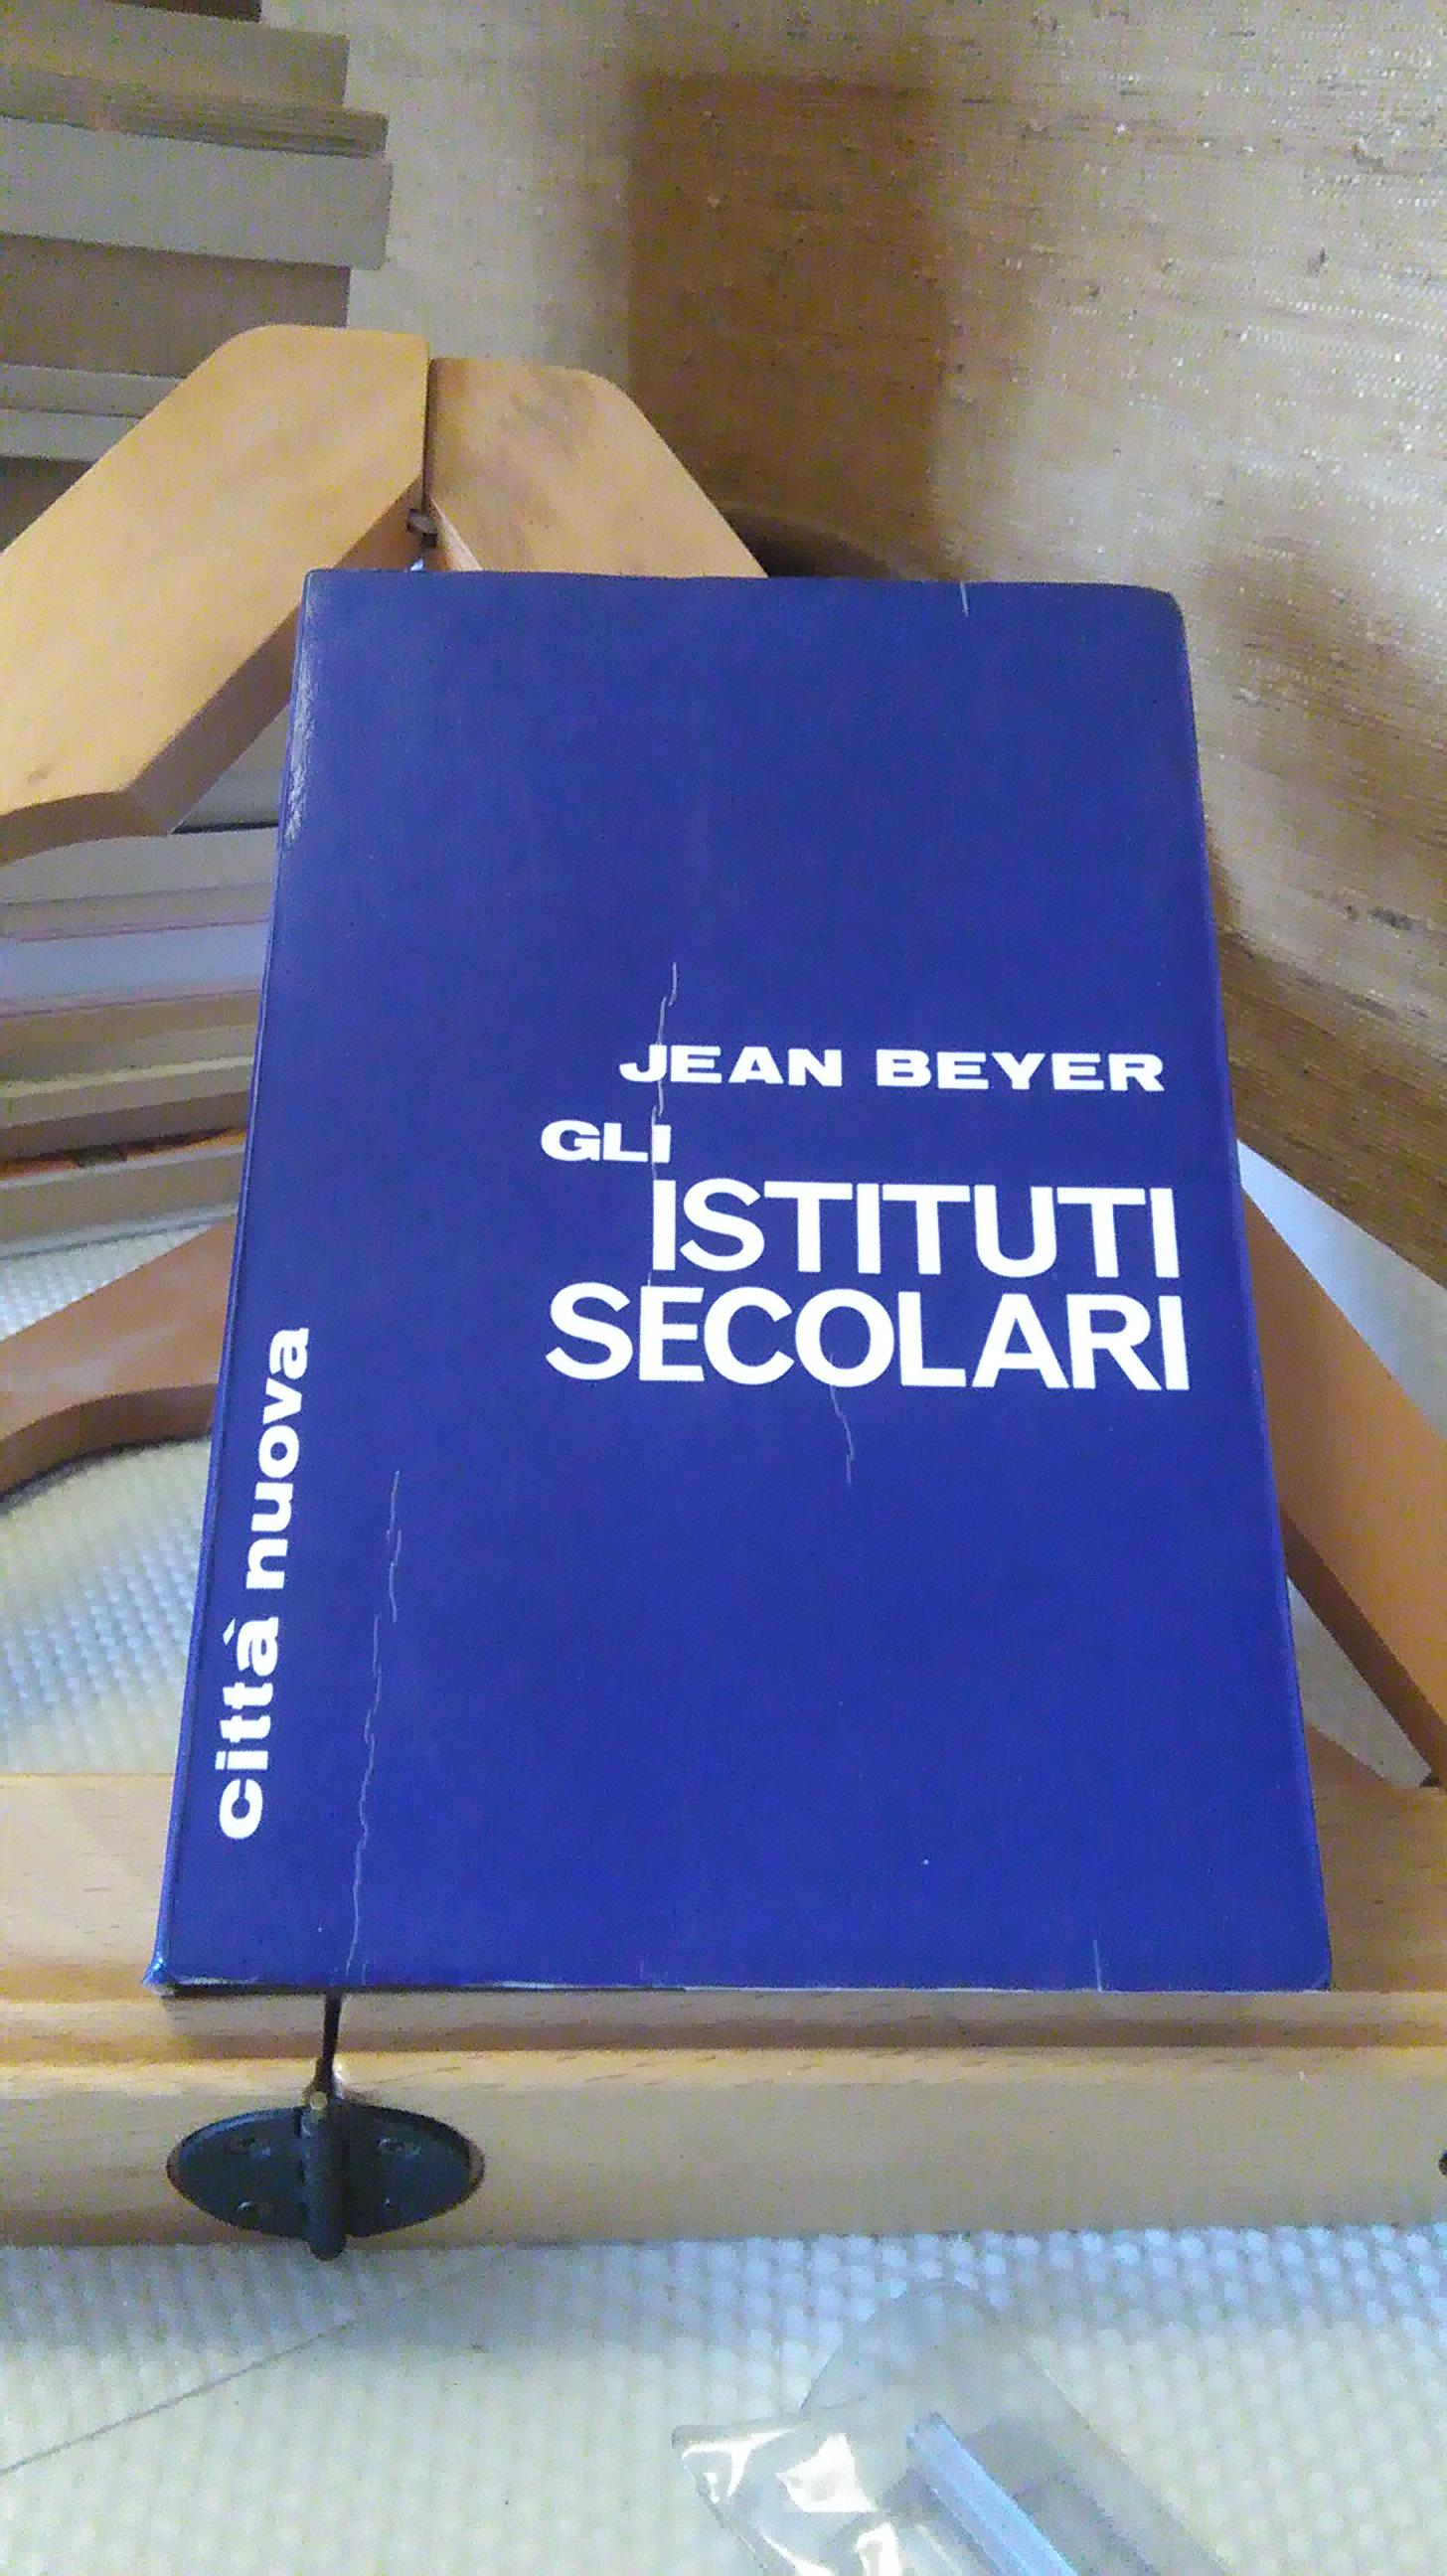 JEAN BEYER
GLI
ISTITUTI
SECOLARI
città nuova